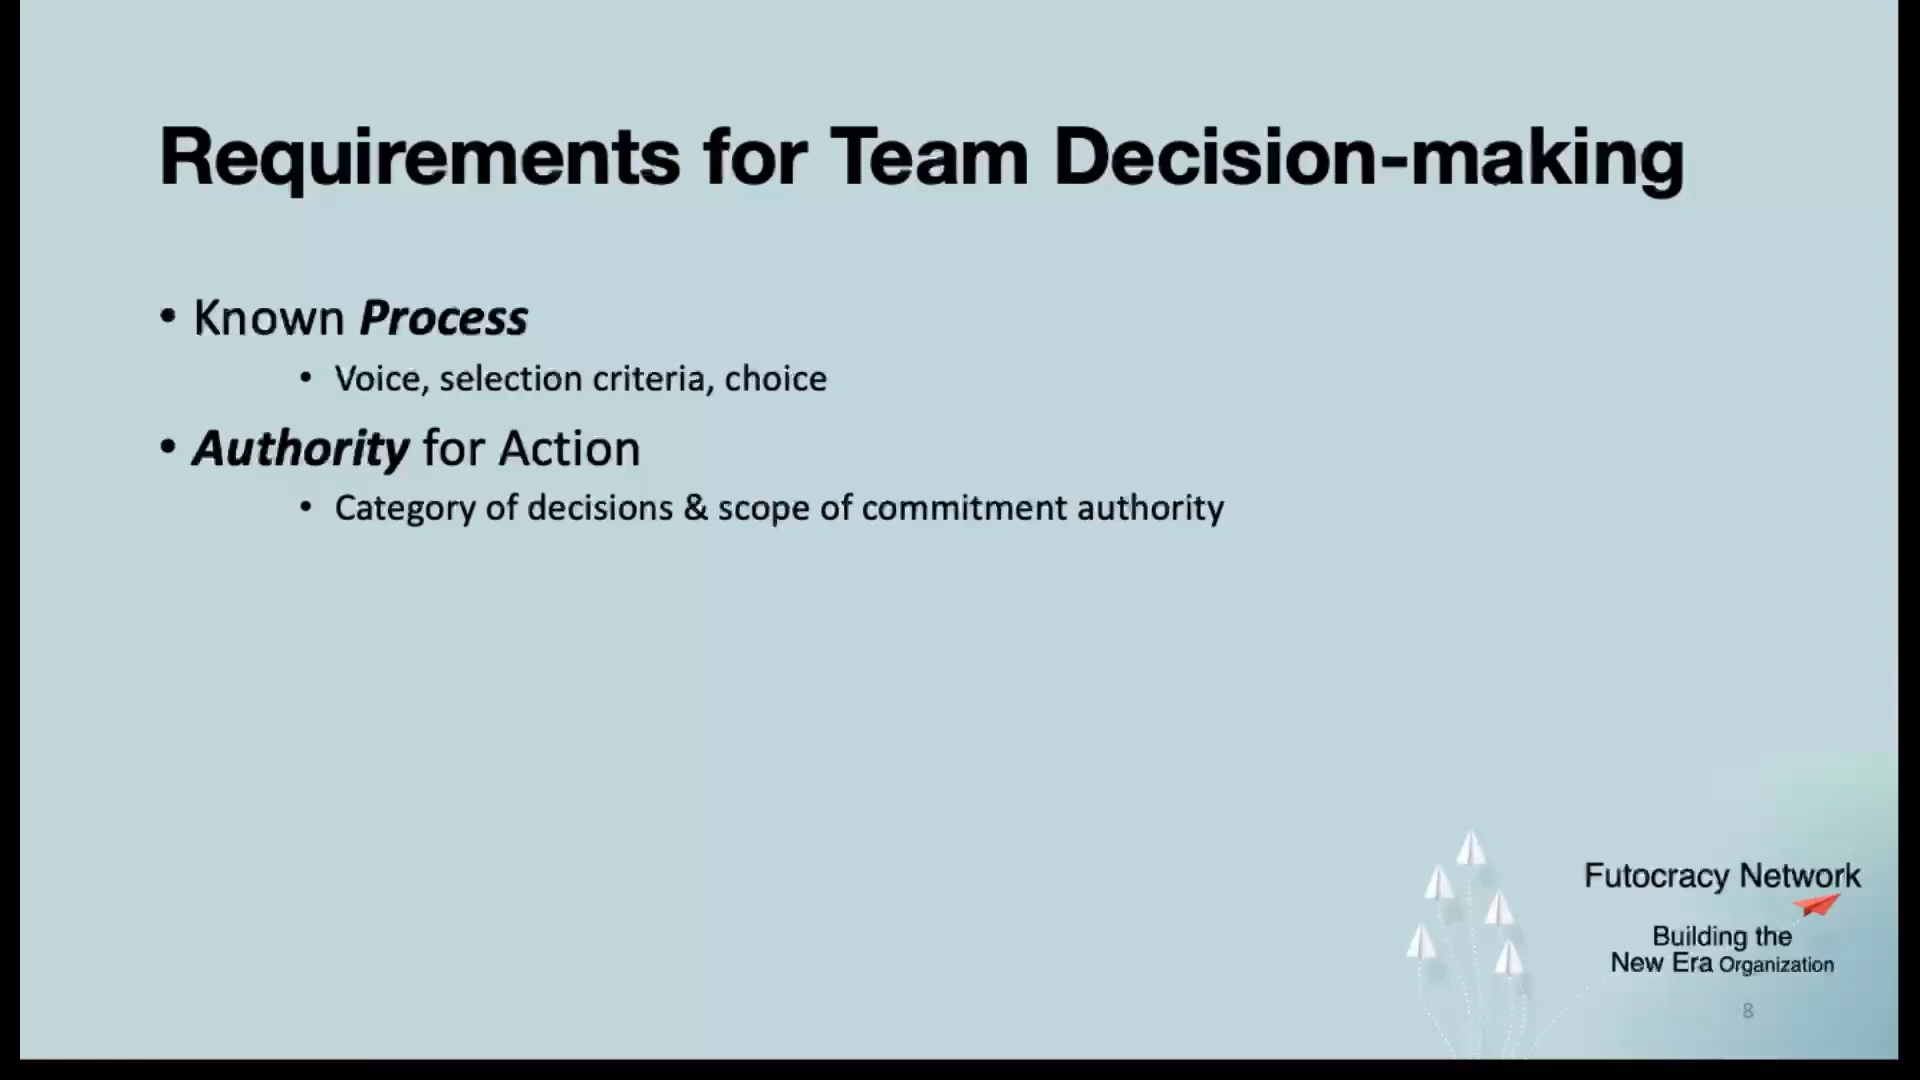 Requirements for Team Decision-making
• Known Process
• Voice, selection criteria, choice
• Authority for Action
• Category of decisions & scope of commitment authority
Futocracy Network
Building the
New Era Organization
8